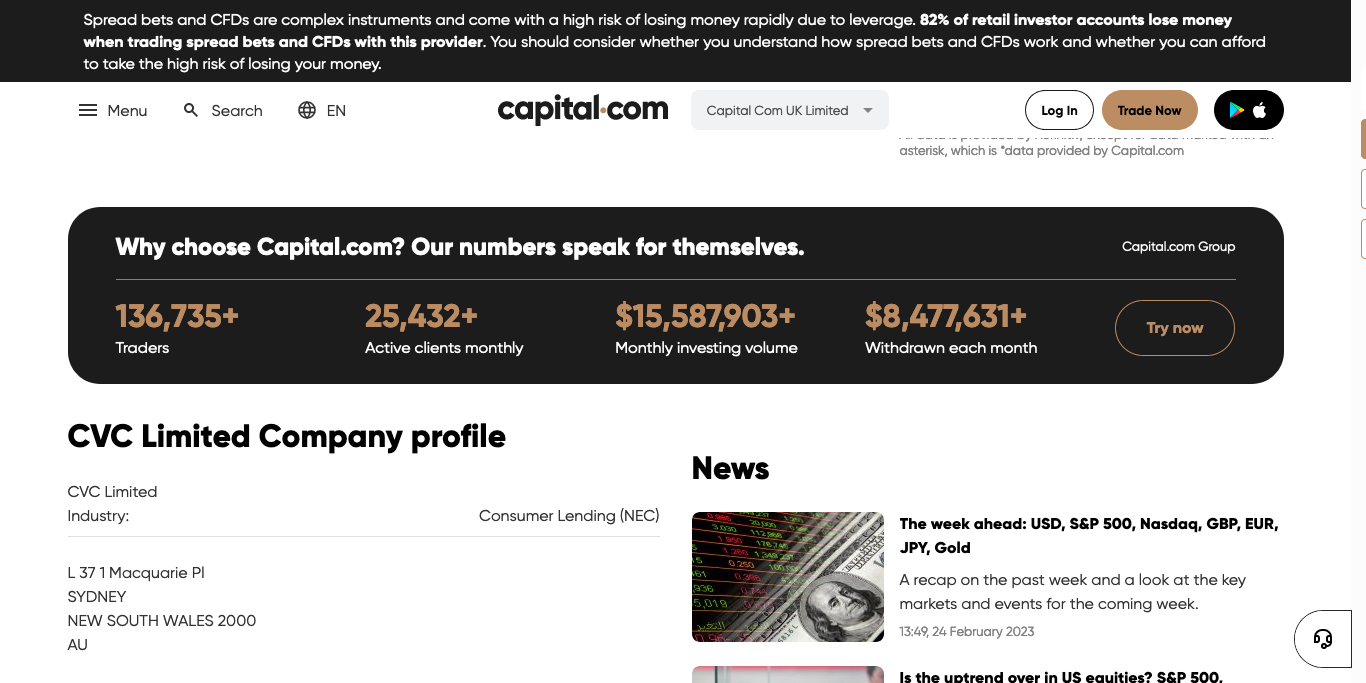 Spread bets and CFDs are complex instruments and come with a high risk of losing money rapidly due to leverage. 82% of retail investor accounts lose money
when trading spread bets and CFDs with this provider. You should consider whether you understand how spread bets and CFDs work and whether you can afford
to take the high risk of losing your money.
Menu
Search
EN
capital.com
Capital Com UK Limited
Log In
Trade Now
asterisk, which is *data provided by Capital.com
Why choose Capital.com? Our numbers speak for themselves.
Capital.com Group
136,735+
Traders
25,432+
Active clients monthly
$15,587,903+
Monthly investing volume
$8,477,631+
Withdrawn each month
Try now
CVC Limited Company profile
CVC Limited
Industry:
Consumer Lending (NEC)
L 37 1 Macquarie Pl
SYDNEY
NEW SOUTH WALES 2000
AU
News
The week ahead: USD, S&P 500, Nasdaq, GBP, EUR,
JPY, Gold
A recap on the past week and a look at the key
markets and events for the coming week.
13:49, 24 February 2023
Is the uptrend over in US equities? S&P 500,